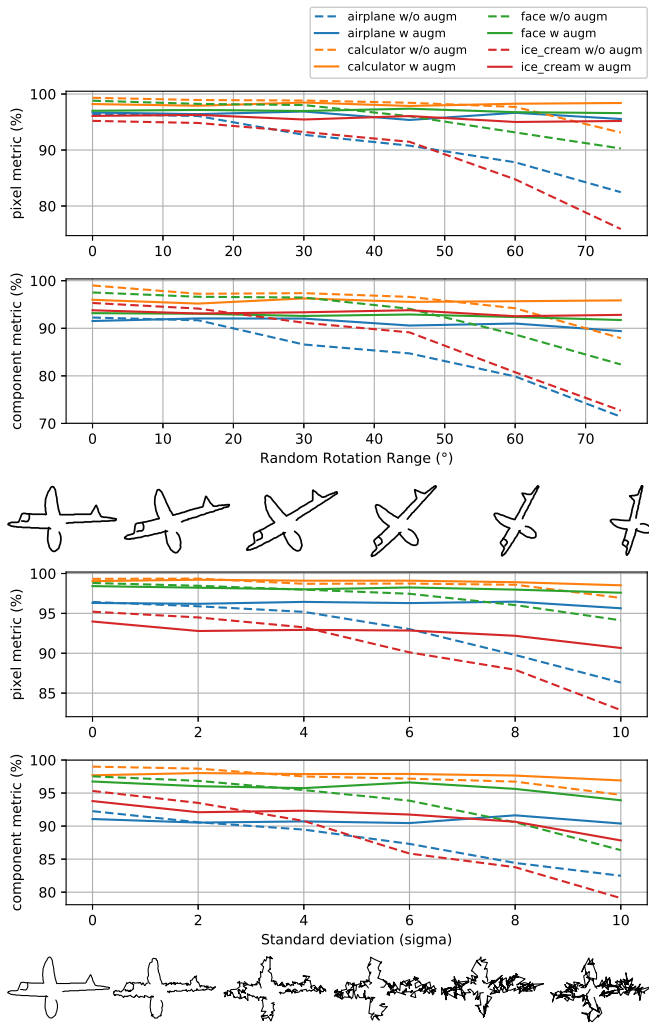 airplane w/o augm
airplane w augm
calculator w/o augm
calculator w augm
face w/o augm
face w augm
ice_cream w/o augm
ice_cream w augm
pixel metric (%)
100
90
80
0 10 20 30 40 50 60 70
component metric (%)
100
90
80
70
0 10 20 30 40 50 60 70
Random Rotation Range (°)
pixel metric (%)
100
95
90
85
0 2 4 6 8 10
component metric (%)
100
95
90
85
80
0 2 4 6 8 10
Standard deviation (sigma)